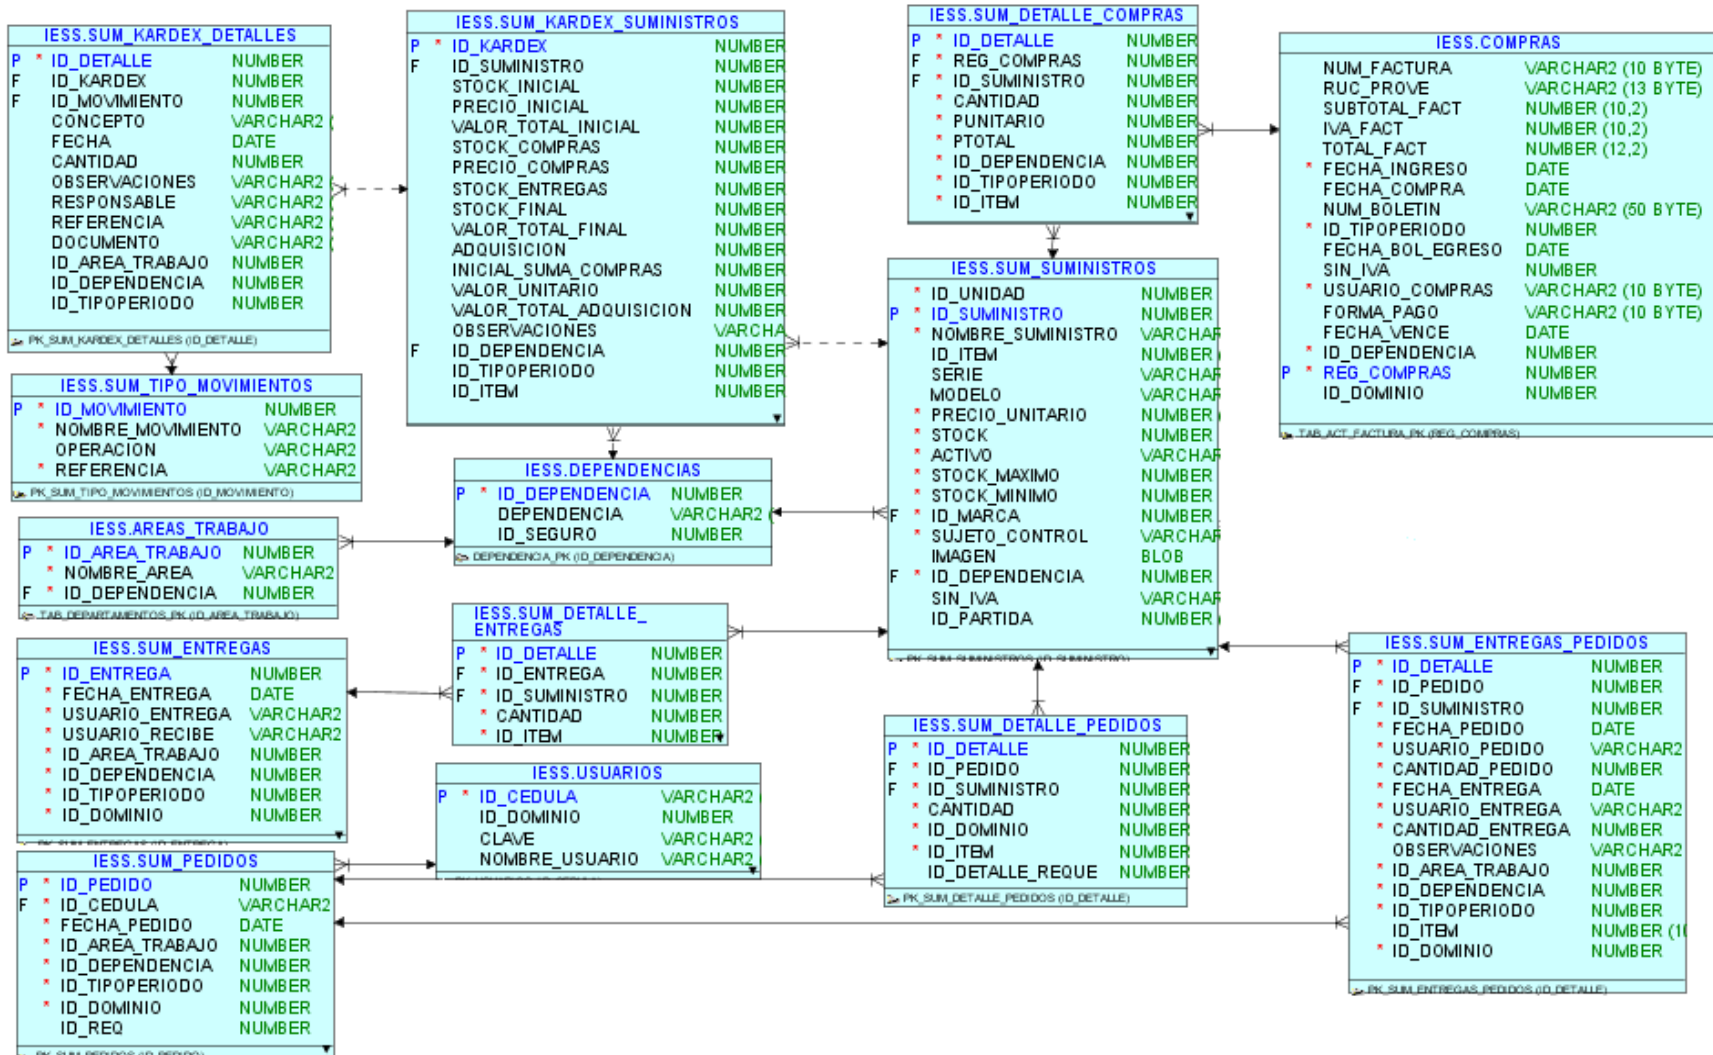 IESS.SUM_KARDEX_DETALLES
P * ID_DETALLE NUMBER
F ID_KARDEX NUMBER
F ID_MOVIMIENTO NUMBER
CONCEPTO VARCHAR2
FECHA DATE
CANTIDAD NUMBER
OBSERVACIONES VARCHAR2
RESPONSABLE VARCHAR2
REFERENCIA VARCHAR2
DOCUMENTO VARCHAR2
ID_AREA_TRABAJO NUMBER
ID_DEPENDENCIA NUMBER
ID_TIPOPERIODO NUMBER
PK_SUM_KARDEX_DETALLES (ID_DETALLE)
IESS.SUM_KARDEX_SUMINISTROS
P * ID_KARDEX NUMBER
F ID_SUMINISTRO NUMBER
STOCK_INICIAL NUMBER
PRECIO_INICIAL NUMBER
VALOR_TOTAL_INICIAL NUMBER
STOCK_COMPRAS NUMBER
PRECIO_COMPRAS NUMBER
STOCK_ENTREGAS NUMBER
STOCK_FINAL NUMBER
VALOR_TOTAL_FINAL NUMBER
ADQUISICION NUMBER
INICIAL_SUMA_COMPRAS NUMBER
VALOR_UNITARIO NUMBER
VALOR_TOTAL_ADQUISICION NUMBER
OBSERVACIONES VARCHA
F ID_DEPENDENCIA NUMBER
ID_TIPOPERIODO NUMBER
ID_ITEM NUMBER
IESS.SUM_DETALLE_COMPRAS
P * ID_DETALLE NUMBER
F * REG_COMPRAS NUMBER
F * ID_SUMINISTRO NUMBER
* CANTIDAD NUMBER
* PUNITARIO NUMBER
* PTOTAL NUMBER
* ID_DEPENDENCIA NUMBER
* ID_TIPOPERIODO NUMBER
* ID_ITEM NUMBER
IESS.COMPRAS
NUM_FACTURA VARCHAR2 (10 BYTE)
RUC_PROVE VARCHAR2 (13 BYTE)
SUBTOTAL_FACT NUMBER (10,2)
IVA_FACT NUMBER (10,2)
TOTAL_FACT NUMBER (12,2)
* FECHA_INGRESO DATE
FECHA_COMPRA DATE
NUM_BOLETIN VARCHAR2 (50 BYTE)
* ID_TIPOPERIODO NUMBER
FECHA_BOL_EGRESO DATE
SIN_IVA NUMBER
* USUARIO_COMPRAS VARCHAR2 (10 BYTE)
FORMA_PAGO VARCHAR2 (10 BYTE)
FECHA_VENCE DATE
* ID_DEPENDENCIA NUMBER
P * REG_COMPRAS NUMBER
ID_DOMINIO NUMBER
TAB_ACT_FACTURA_PK (REG_COMPRAS)
IESS.SUM_TIPO_MOVIMIENTOS
P * ID_MOVIMIENTO NUMBER
* NOMBRE_MOVIMIENTO VARCHAR2
OPERACION VARCHAR2
* REFERENCIA VARCHAR2
PK_SUM_TIPO_MOVIMIENTOS (ID_MOVIMIENTO)
IESS.DEPENDENCIAS
P * ID_DEPENDENCIA NUMBER
DEPENDENCIA VARCHAR2 (
ID_SEGURO NUMBER
DEPENDENCIA_PK (ID_DEPENDENCIA)
IESS.SUM_SUMINISTROS
* ID_UNIDAD NUMBER
P * ID_SUMINISTRO NUMBER
* NOMBRE_SUMINISTRO VARCHAR
ID_ITEM NUMBER
SERIE VARCHAR
MODELO VARCHAR
* PRECIO_UNITARIO NUMBER
* STOCK NUMBER
* ACTIVO VARCHAR
* STOCK_MAXIMO NUMBER
* STOCK_MINIMO NUMBER
F * ID_MARCA NUMBER
* SUJETO_CONTROL VARCHAR
IMAGEN BLOB
F * ID_DEPENDENCIA NUMBER
SIN_IVA VARCHAR
ID_PARTIDA NUMBER
PK_SUM_SUMINISTROS (ID_SUMINISTRO)
IESS.AREAS_TRABAJO
P * ID_AREA_TRABAJO NUMBER
* NOMBRE_AREA VARCHAR2
F * ID_DEPENDENCIA NUMBER
TAB_DEPARTAMENTOS_PK (ID_AREA_TRABAJO)
IESS.SUM_DETALLE_
ENTREGAS
P * ID_DETALLE NUMBER
F * ID_ENTREGA NUMBER
F * ID_SUMINISTRO NUMBER
* CANTIDAD NUMBER
* ID_ITEM NUMBER
IESS.SUM_ENTREGAS
P * ID_ENTREGA NUMBER
* FECHA_ENTREGA DATE
* USUARIO_ENTREGA VARCHAR2
* USUARIO_RECIBE VARCHAR2
* ID_AREA_TRABAJO NUMBER
* ID_DEPENDENCIA NUMBER
* ID_TIPOPERIODO NUMBER
* ID_DOMINIO NUMBER
IESS.USUARIOS
P * ID_CEDULA VARCHAR2
ID_DOMINIO NUMBER
CLAVE VARCHAR2
NOMBRE_USUARIO VARCHAR2
IESS.SUM_DETALLE_PEDIDOS
P * ID_DETALLE NUMBER
F * ID_PEDIDO NUMBER
F * ID_SUMINISTRO NUMBER
* CANTIDAD NUMBER
* ID_DOMINIO NUMBER
* ID_ITEM NUMBER
ID_DETALLE_REQUE NUMBER
PK_SUM_DETALLE_PEDIDOS (ID_DETALLE)
IESS.SUM_ENTREGAS_PEDIDOS
P * ID_DETALLE NUMBER
F * ID_PEDIDO NUMBER
F * ID_SUMINISTRO NUMBER
* FECHA_PEDIDO DATE
* USUARIO_PEDIDO VARCHAR2
* CANTIDAD_PEDIDO NUMBER
* FECHA_ENTREGA DATE
* USUARIO_ENTREGA VARCHAR2
* CANTIDAD_ENTREGA NUMBER
OBSERVACIONES VARCHAR2
* ID_AREA_TRABAJO NUMBER
* ID_DEPENDENCIA NUMBER
* ID_TIPOPERIODO NUMBER
ID_ITEM NUMBER (10
* ID_DOMINIO NUMBER
PK_SUM_ENTREGAS_PEDIDOS (ID_DETALLE)
IESS.SUM_PEDIDOS
P * ID_PEDIDO NUMBER
F * ID_CEDULA VARCHAR2
* FECHA_PEDIDO DATE
* ID_AREA_TRABAJO NUMBER
* ID_DEPENDENCIA NUMBER
* ID_TIPOPERIODO NUMBER
* ID_DOMINIO NUMBER
ID_REQ NUMBER
PK_SUM_PEDIDOS (ID_PEDIDO)